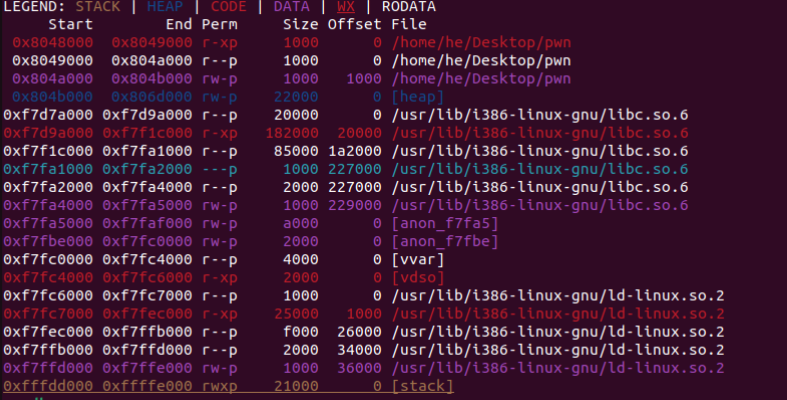 LEGEND: STACK | HEAP | CODE | DATA | WX | RODATA
Start End Perm Size Offset File
0x8048000 0x8049000 r-xp 1000 0 /home/he/Desktop/pwn
0x8049000 0x804a000 r--p 1000 0 /home/he/Desktop/pwn
0x804a000 0x804b000 rw-p 1000 1000 /home/he/Desktop/pwn
0x804b000 0x806d000 rw-p 22000 0 [heap]
0xf7d7a000 0xf7d9a000 r--p 20000 0 /usr/lib/i386-linux-gnu/libc.so.6
0xf7d9a000 0xf7f1c000 r-xp 182000 20000 /usr/lib/i386-linux-gnu/libc.so.6
0xf7f1c000 0xf7fa1000 r--p 85000 1a2000 /usr/lib/i386-linux-gnu/libc.so.6
0xf7fa1000 0xf7fa2000 ---p 1000 227000 /usr/lib/i386-linux-gnu/libc.so.6
0xf7fa2000 0xf7fa4000 r--p 2000 227000 /usr/lib/i386-linux-gnu/libc.so.6
0xf7fa4000 0xf7fa5000 rw-p 1000 229000 /usr/lib/i386-linux-gnu/libc.so.6
0xf7fa5000 0xf7faf000 rw-p a000 0 [anon_f7fa5]
0xf7fbe000 0xf7fc0000 rw-p 2000 0 [anon_f7fbe]
0xf7fc0000 0xf7fc4000 r--p 4000 0 [vvar]
0xf7fc4000 0xf7fc6000 r-xp 2000 0 [vdso]
0xf7fc6000 0xf7fc7000 r--p 1000 0 /usr/lib/i386-linux-gnu/ld-linux.so.2
0xf7fc7000 0xf7fec000 r-xp 25000 1000 /usr/lib/i386-linux-gnu/ld-linux.so.2
0xf7fec000 0xf7ffb000 r--p f000 26000 /usr/lib/i386-linux-gnu/ld-linux.so.2
0xf7ffb000 0xf7ffd000 r--p 2000 34000 /usr/lib/i386-linux-gnu/ld-linux.so.2
0xf7ffd000 0xf7ffe000 rw-p 1000 36000 /usr/lib/i386-linux-gnu/ld-linux.so.2
0xfffdd000 0xffffe000 rwxp 21000 0 [stack]